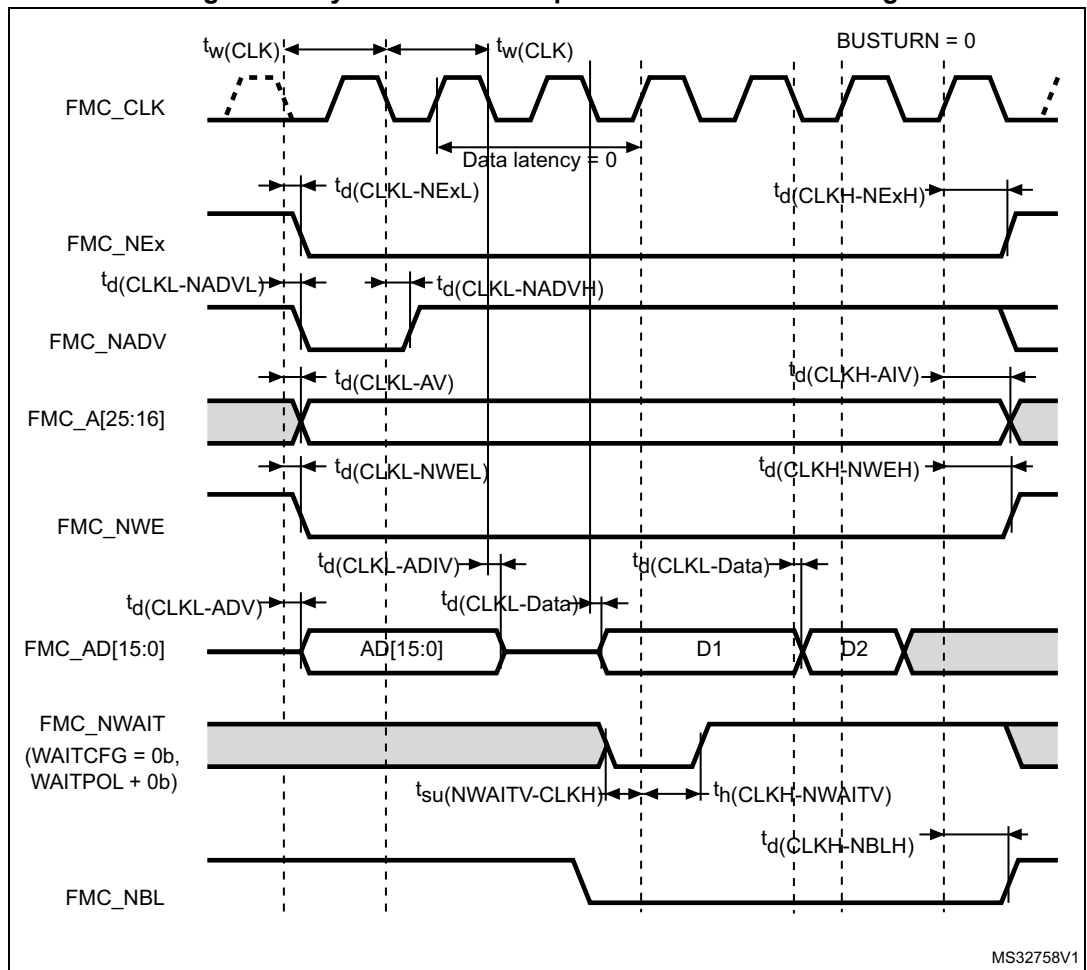 tw(CLK) tw(CLK) BUSTURN = 0
FMC_CLK
Data latency = 0
td(CLKL-NExL) td(CLKH-NExH)
FMC_NEx
td(CLKL-NADVL) td(CLKL-NADVH)
FMC_NADV
td(CLKL-AV) td(CLKH-AIV)
FMC_A[25:16]
td(CLKL-NWEL) td(CLKH-NWEH)
FMC_NWE
td(CLKL-ADIV) td(CLKL-Data)
td(CLKL-ADV) td(CLKL-Data)
FMC_AD[15:0] AD[15:0] D1 D2
FMC_NWAIT
(WAITCFG = 0b,
WAITPOL + 0b)
tsu(NWAITV-CLKH) th(CLKH-NWAITV)
td(CLKH-NBLH)
FMC_NBL
MS32758V1